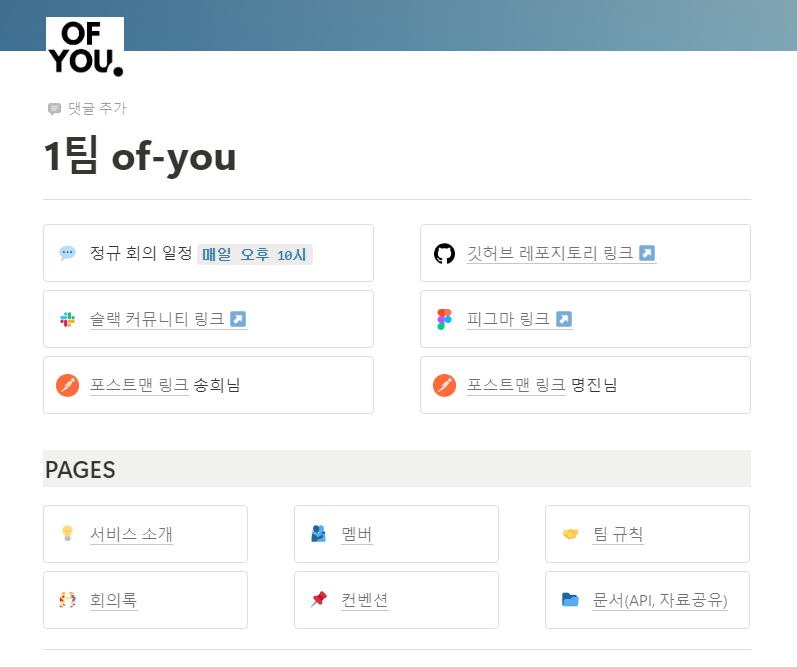 OF
YOU.
댓글 추가
1팀 of-you
정규 회의 일정 매일 오후 10시
깃허브 레포지토리 링크
슬랙 커뮤니티 링크
피그마 링크
포스트맨 링크 송희님
포스트맨 링크 명진님
PAGES
서비스 소개
멤버
팀 규칙
회의록
컨벤션
문서(API, 자료공유)